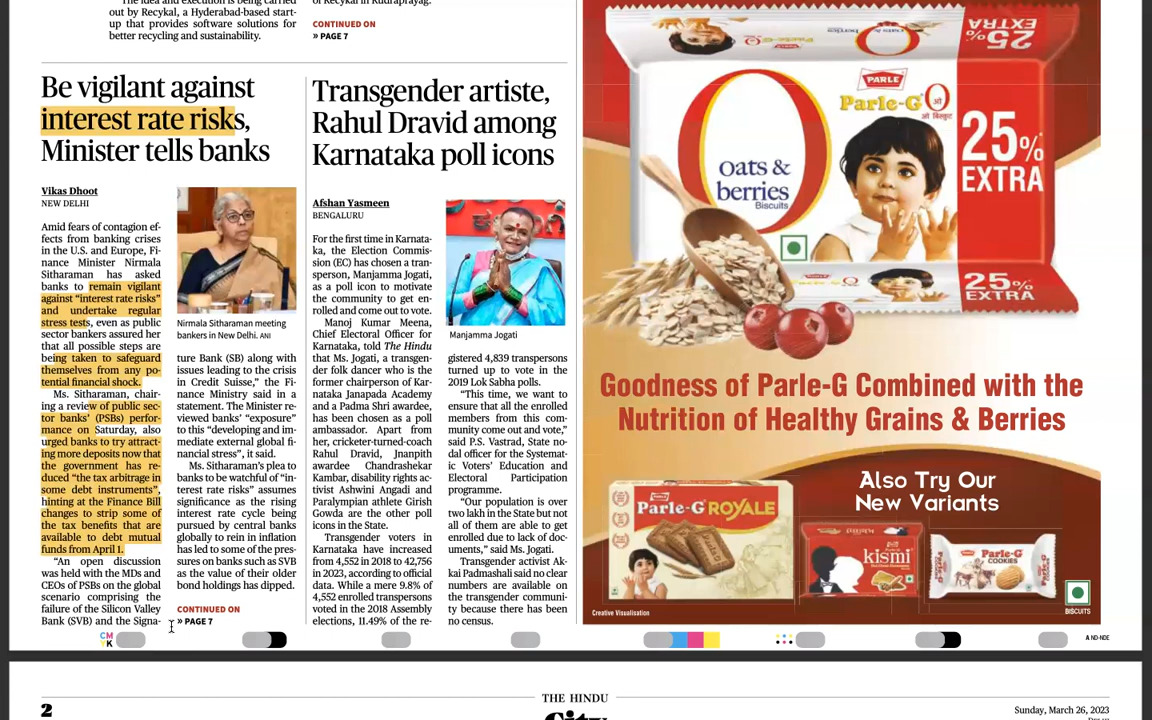 The idea and execution is being carried
out by Recykal, a Hyderabad-based start-
up that provides software solutions for
better recycling and sustainability.
of Recykal in Rudraprayag.
CONTINUED ON
» PAGE 7
Be vigilant against
interest rate risks,
Minister tells banks
Vikas Dhoot
NEW DELHI
Amid fears of contagion ef-
fects from banking crises
in the U.S. and Europe, Fi-
nance Minister Nirmala
Sitharaman has asked
banks to remain vigilant
against “interest rate risks”
and undertake regular
stress tests, even as public
sector bankers assured her
that all possible steps are
being taken to safeguard
themselves from any po-
tential financial shock.
Ms. Sitharaman, chair-
ing a review of public sec-
tor banks’ (PSBs) perfor-
mance on Saturday, also
urged banks to try attract-
ing more deposits now that
the government has re-
duced “the tax arbitrage in
some debt instruments”,
hinting at the Finance Bill
changes to strip some of
the tax benefits that are
available to debt mutual
funds from April 1.
“An open discussion
was held with the MDs and
CEOs of PSBs on the global
scenario comprising the
failure of the Silicon Valley
Bank (SVB) and the Signa-
Nirmala Sitharaman meeting
bankers in New Delhi. ANI
ture Bank (SB) along with
issues leading to the crisis
in Credit Suisse,” the Fi-
nance Ministry said in a
statement. The Minister re-
viewed banks’ “exposure”
to this “developing and im-
mediate external global fi-
nancial stress”, it said.
Ms. Sitharaman’s plea to
banks to be watchful of “in-
terest rate risks” assumes
significance as the rising
interest rate cycle being
pursued by central banks
globally to rein in inflation
has led to some of the pres-
sures on banks such as SVB
as the value of their older
bond holdings has dipped.
CONTINUED ON
» PAGE 7
Transgender artiste,
Rahul Dravid among
Karnataka poll icons
Afshan Yasmeen
BENGALURU
For the first time in Karnata-
ka, the Election Commis-
sion (EC) has chosen a tran-
sperson, Manjamma Jogati,
as a poll icon to motivate
the community to get en-
rolled and come out to vote.
Manoj Kumar Meena,
Chief Electoral Officer for
Karnataka, told The Hindu
that Ms. Jogati, a transgen-
der folk dancer who is the
former chairperson of Kar-
nataka Janapada Academy
and a Padma Shri awardee,
has been chosen as a poll
ambassador. Apart from
her, cricketer-turned-coach
Rahul Dravid, Jnanpith
awardee Chandrashekar
Kambar, disability rights ac-
tivist Ashwini Angadi and
Paralympian athlete Girish
Gowda are the other poll
icons in the State.
Transgender voters in
Karnataka have increased
from 4,552 in 2018 to 42,756
in 2023, according to official
data. While a mere 9.8% of
4,552 enrolled transpersons
voted in the 2018 Assembly
elections, 11.49% of the re-
Manjamma Jogati
gistered 4,839 transpersons
turned up to vote in the
2019 Lok Sabha polls.
“This time, we want to
ensure that all the enrolled
members from this com-
munity come out and vote,”
said P.S. Vastrad, State no-
dal officer for the Systemat-
ic Voters’ Education and
Electoral Participation
programme.
“Our population is over
two lakh in the State but not
all of them are able to get
enrolled due to lack of doc-
uments,” said Ms. Jogati.
Transgender activist Ak-
kai Padmashali said no clear
numbers are available on
the transgender communi-
ty because there has been
no census.
25%
EXTRA
PARLE
Parle-G O
ओ
ओ बिस्कुट
O
oats &
berries
Biscuits
25%
EXTRA
25%
EXTRA
Goodness of Parle-G Combined with the
Nutrition of Healthy Grains & Berries
Also Try Our
New Variants
Parle-G ROYALE
kismi
Parle-G
COOKIES
Creative Visualisation
BISCUITS
CM
YK
A ND-NDE
2
THE HINDU
City
Sunday, March 26, 2023